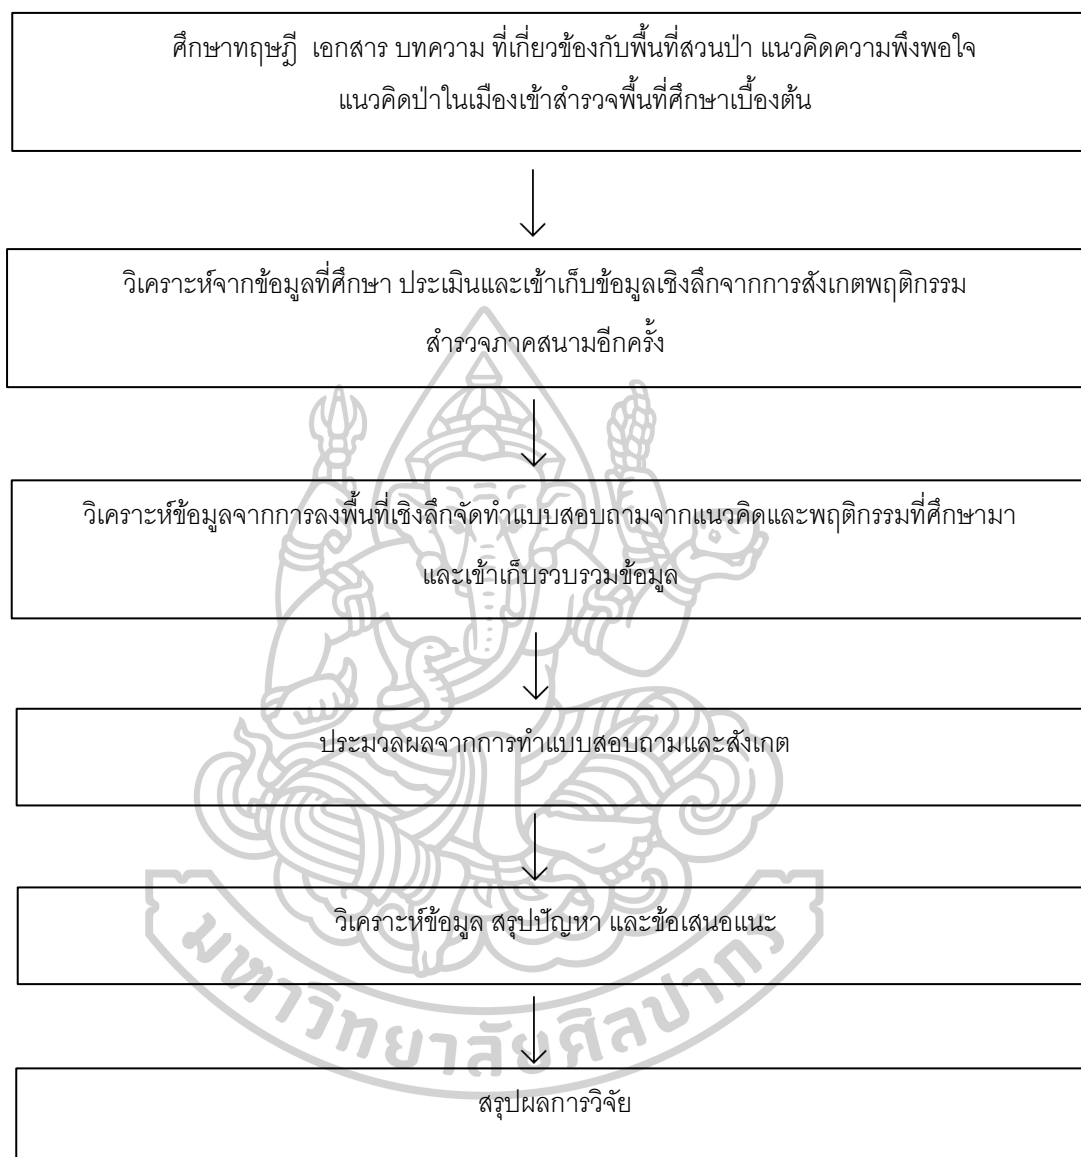 ศึกษาทฤษฎี เอกสาร บทความ ที่เกี่ยวข้องกับพื้นที่สวนป่า แนวคิดความพึงพอใจ
แนวคิดป่าในเมืองเข้าสำรวจพื้นที่ศึกษาเบื้องต้น
วิเคราะห์จากข้อมูลที่ศึกษา ประเมินและเข้าเก็บข้อมูลเชิงลึกจากการสังเกตพฤติกรรม
สำรวจภาคสนามอีกครั้ง
วิเคราะห์ข้อมูลจากการลงพื้นที่เชิงลึกจัดทำแบบสอบถามจากแนวคิดและพฤติกรรมที่ศึกษามา
และเข้าเก็บรวบรวมข้อมูล
ประมวลผลจากการทำแบบสอบถามและสังเกต
วิเคราะห์ข้อมูล สรุปปัญหา และข้อเสนอแนะ
มหาวิทยาลัยศิลปากร
สรุปผลการวิจัย